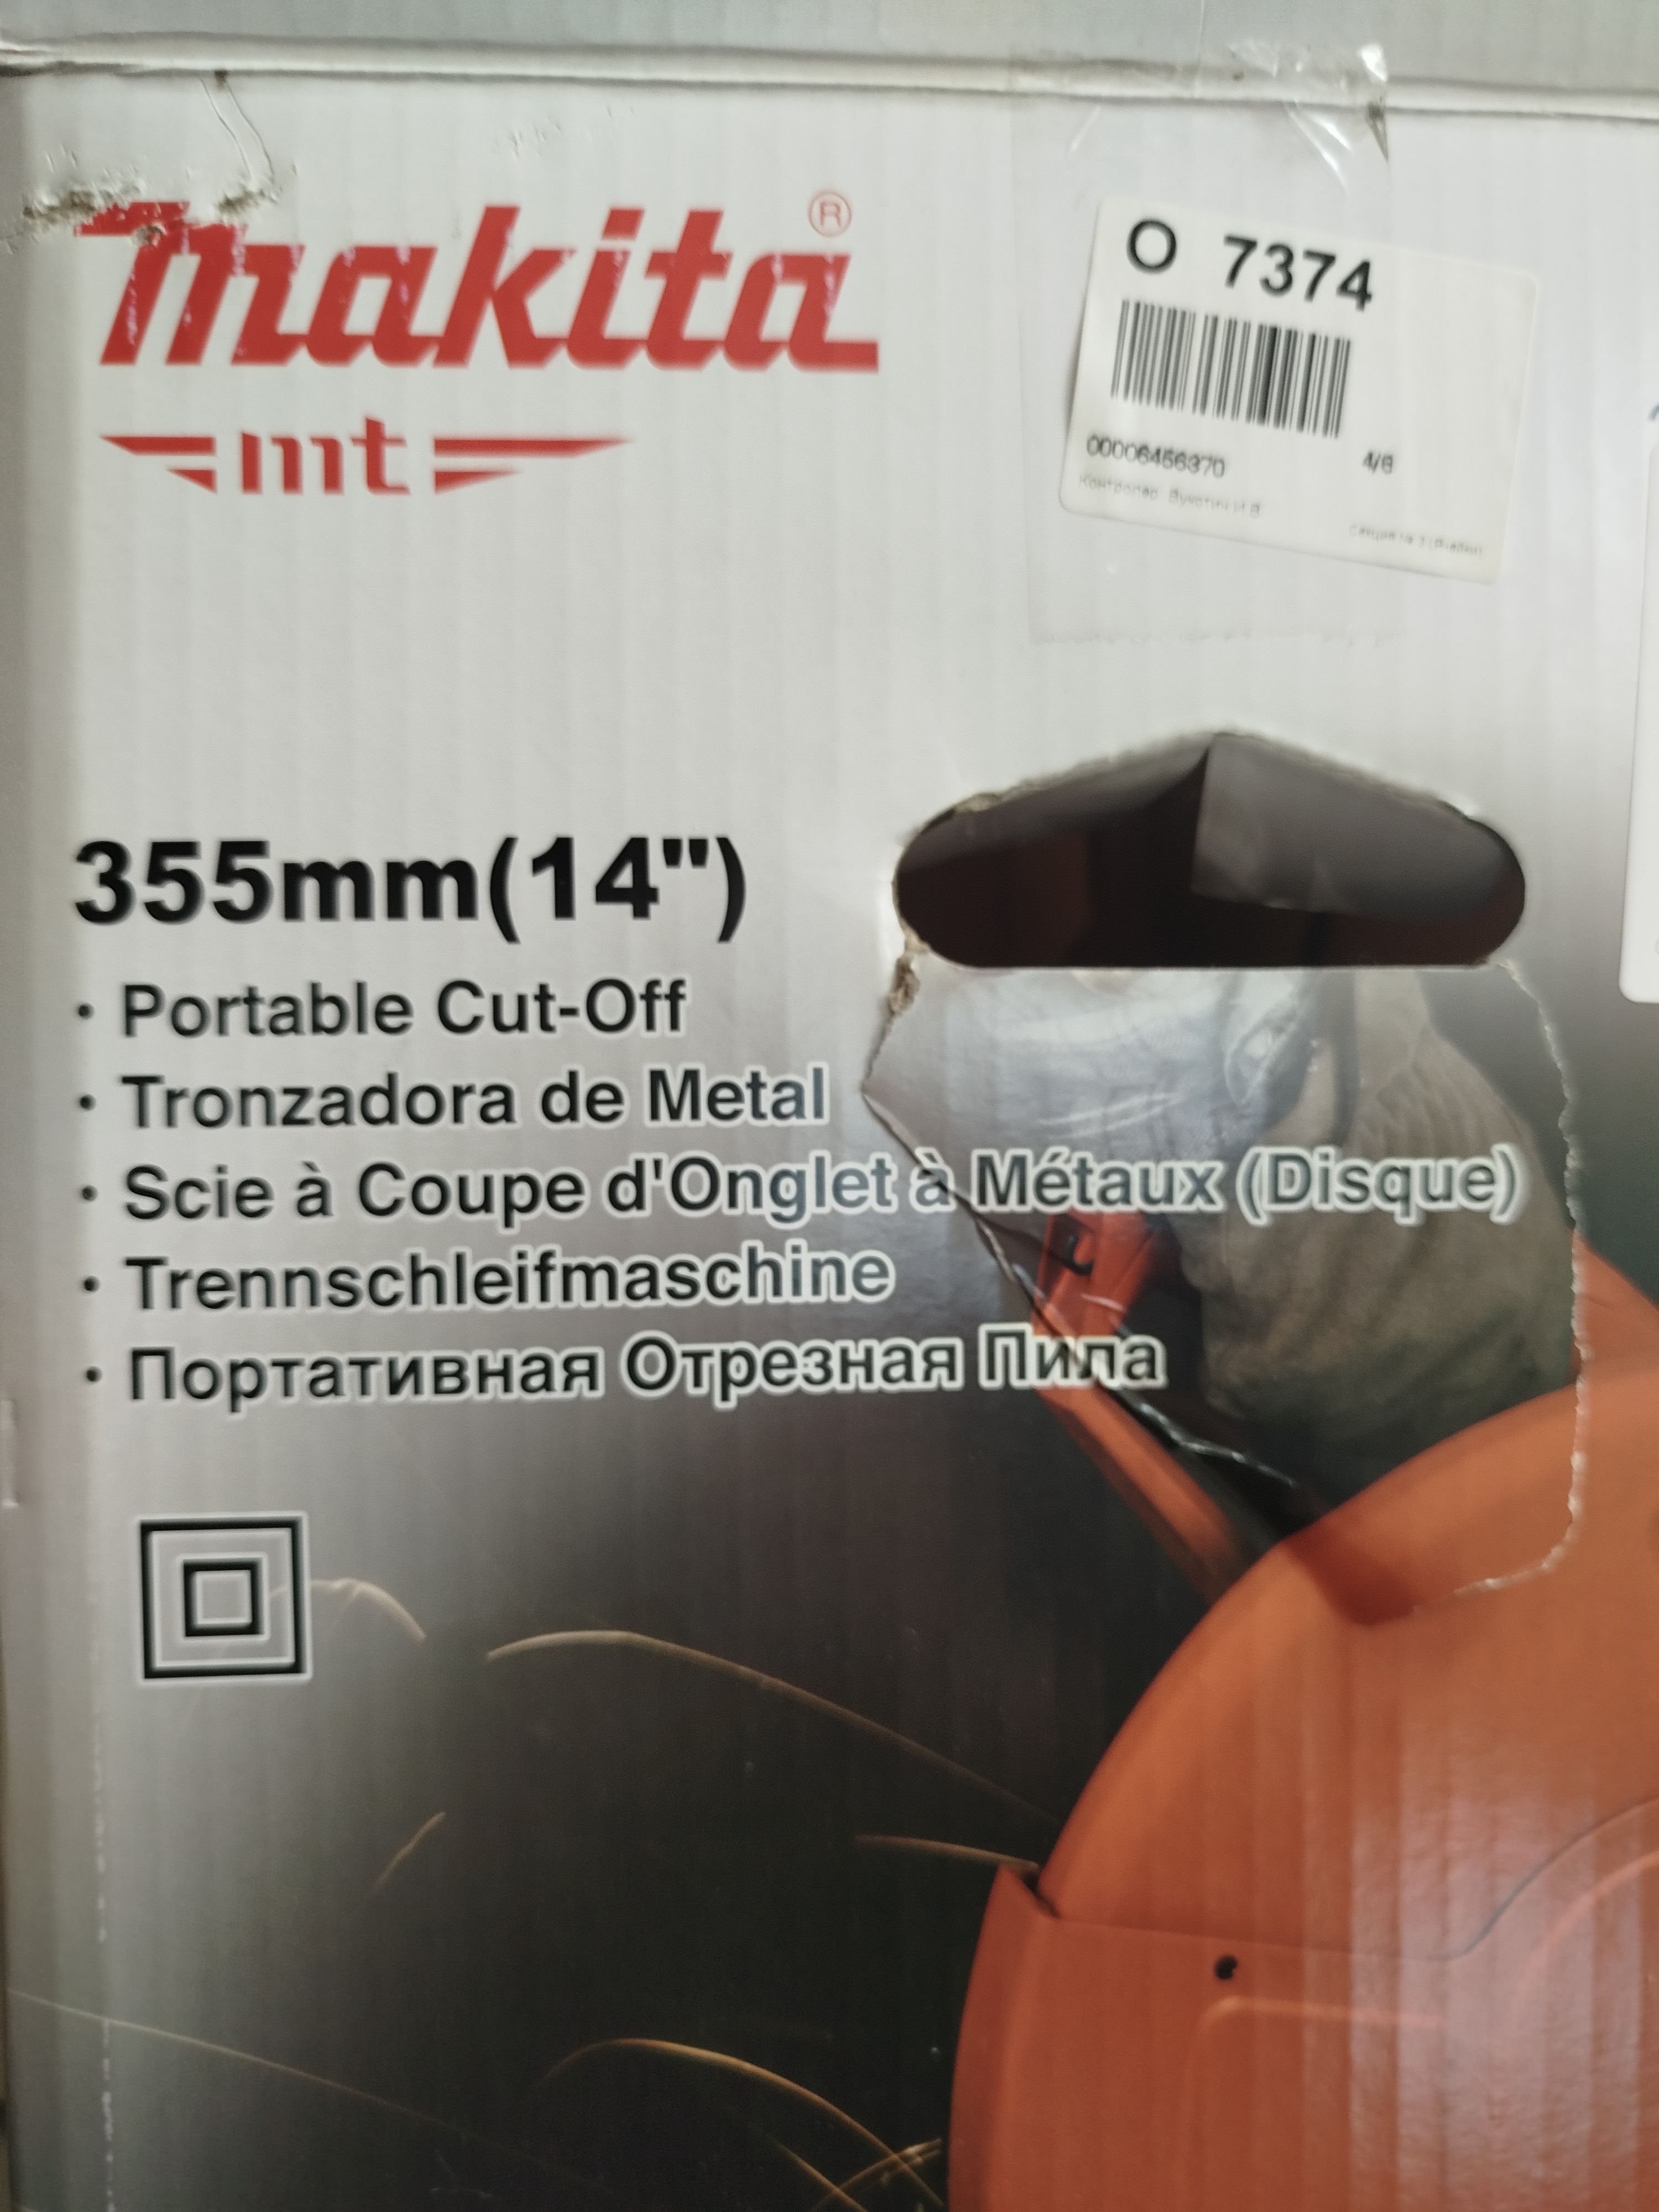 makita®
mt
O 7374
00006456370 4/6
355mm(14")
· Portable Cut-Off
· Tronzadora de Metal
· Scie à Coupe d'Onglet à Métaux (Disque)
· Trennschleifmaschine
· Портативная Отрезная Пила